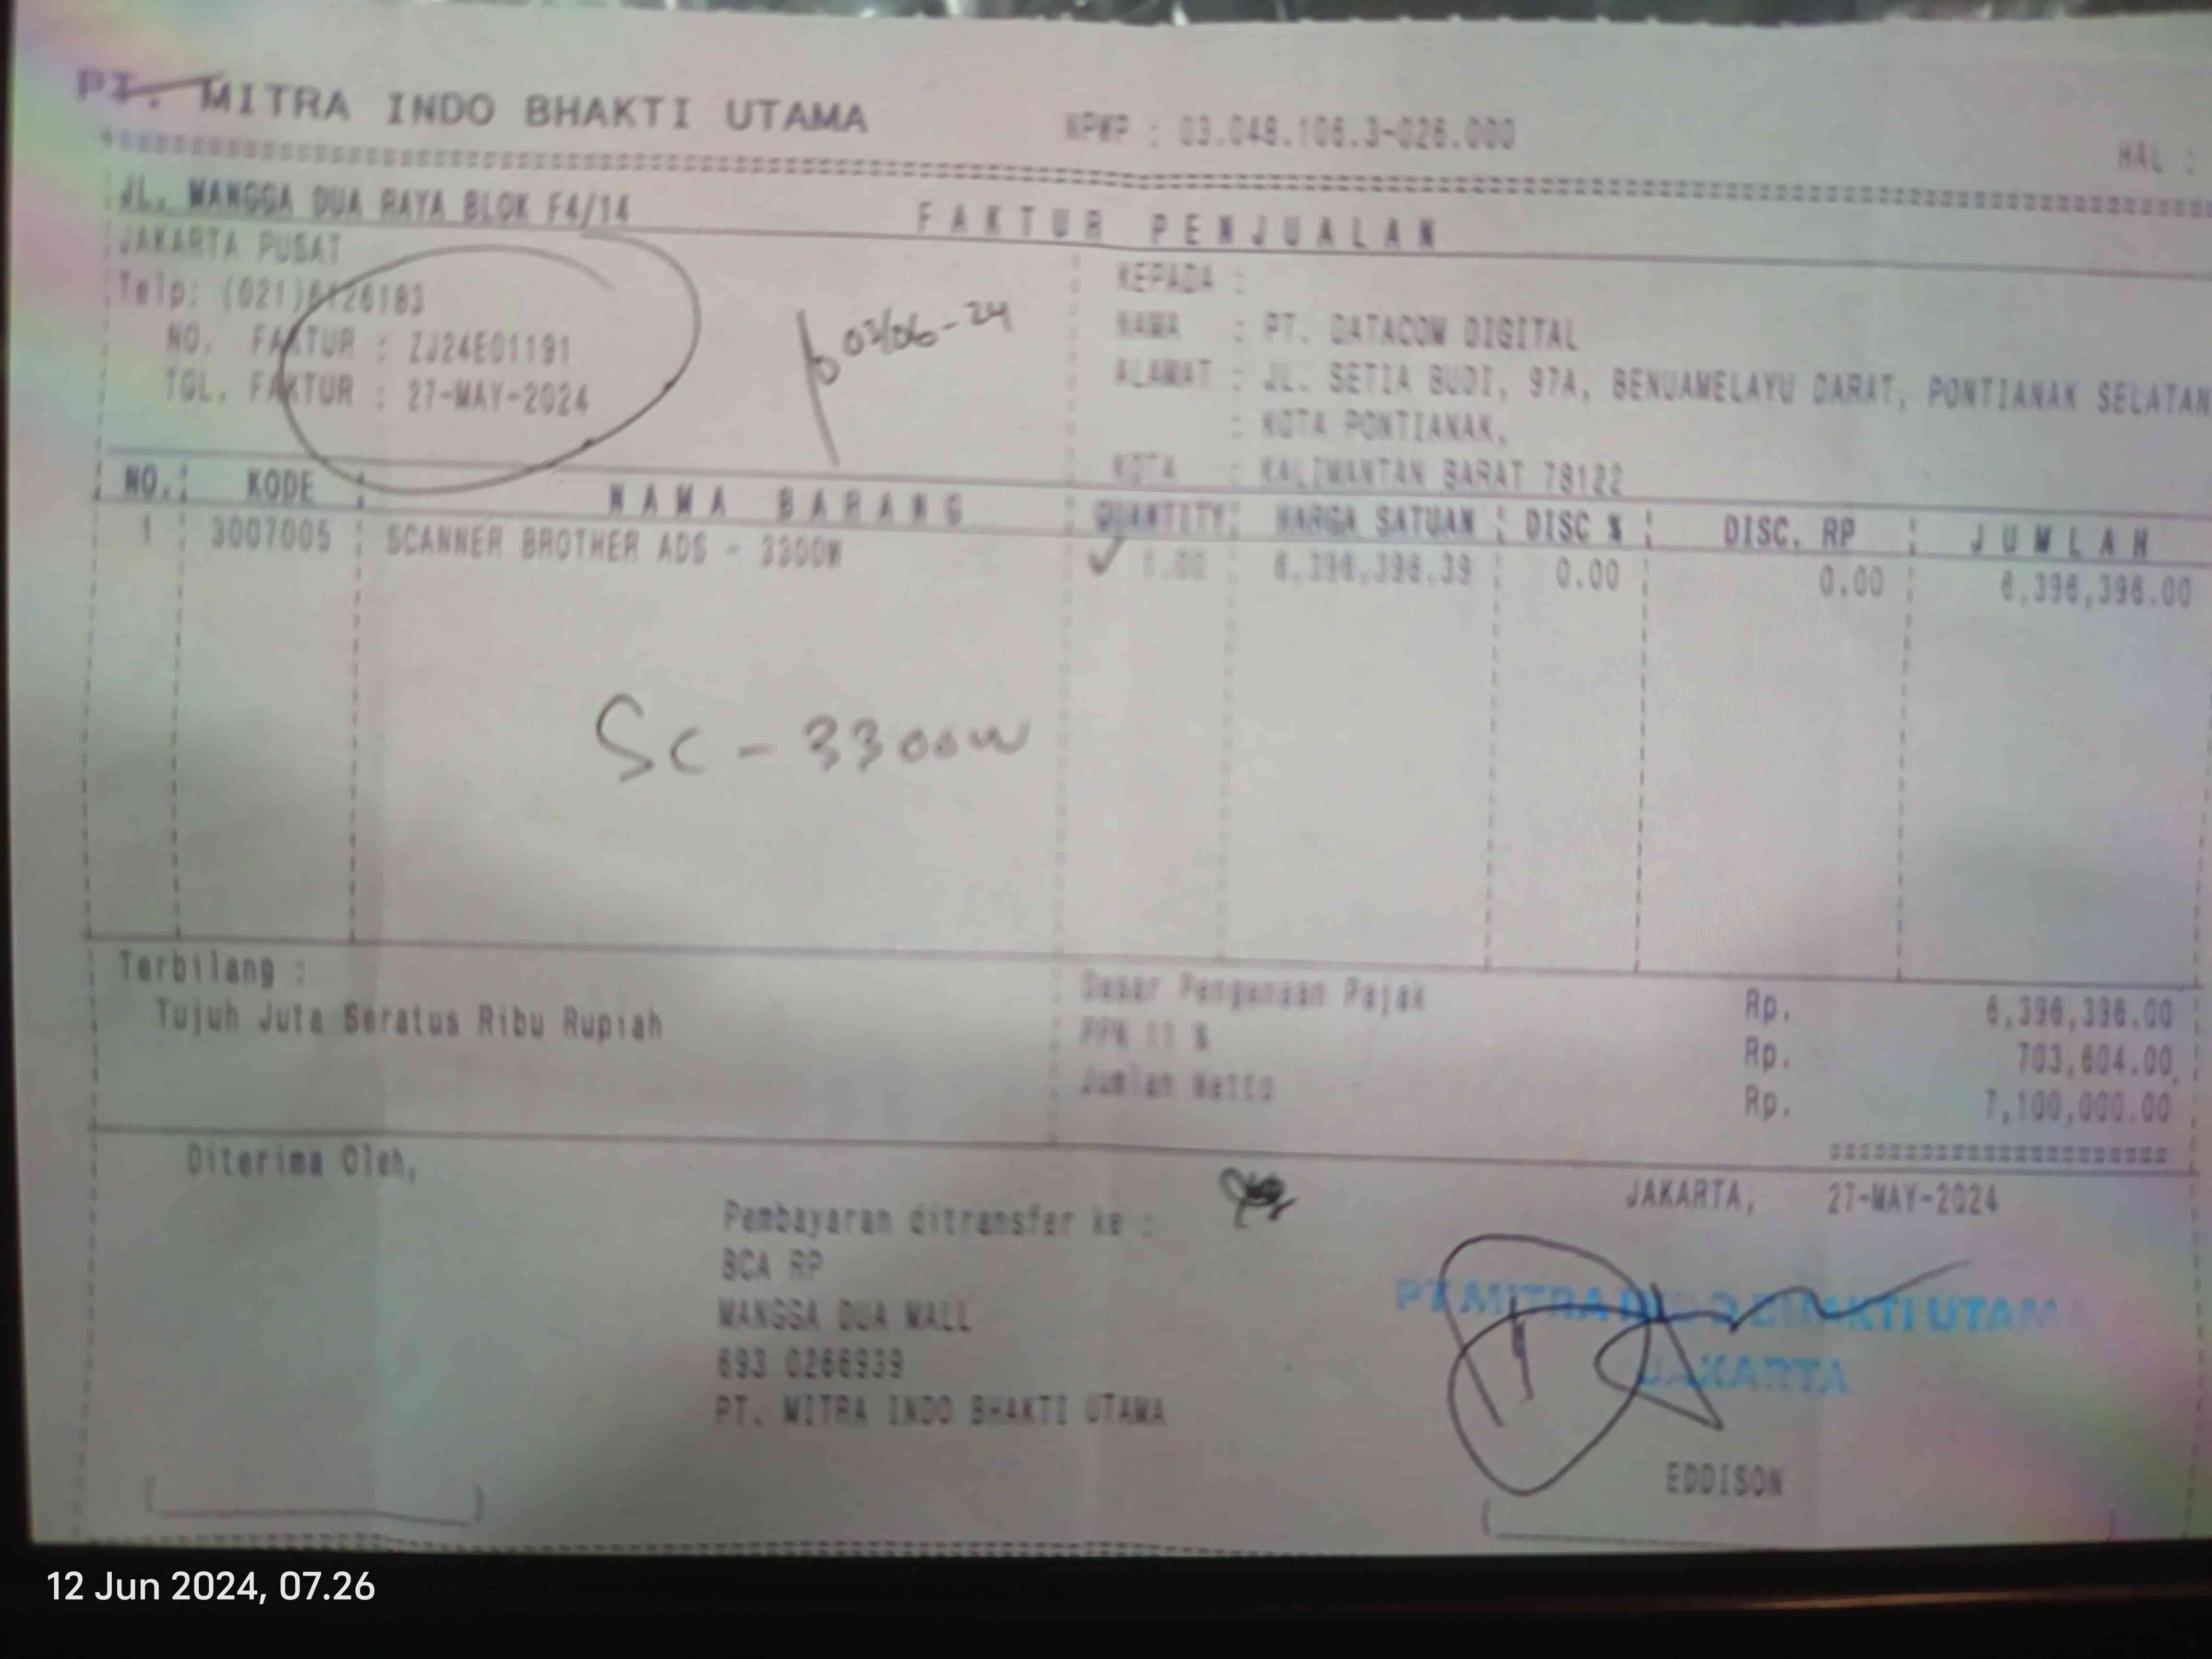 PT. MITRA INDO BHAKTI UTAMA
NPWP : 03.048.106.3-026.000
HAL :
JL. MANGGA DUA RAYA BLOK F4/14
FAKTUR PENJUALAN
JAKARTA PUSAT
Telp: (021)6126183
NO. FAKTUR : ZJ24E01191
TGL. FAKTUR : 27-MAY-2024
03/06-24
KEPADA :
NAMA : PT. DATACOM DIGITAL
ALAMAT : JL. SETIA BUDI, 97A, BENUAMELAYU DARAT, PONTIANAK SELATAN
: KOTA PONTIANAK,
KOTA : KALIMANTAN BARAT 78122
NO. KODE NAMA BARANG QUANTITY HARGA SATUAN DISC % DISC. RP JUMLAH
1 3007005 SCANNER BROTHER ADS - 3300W ✓ 1.00 6,396,396.39 0.00 0.00 6,396,396.00
SC - 3300W
Terbilang :
Tujuh Juta Seratus Ribu Rupiah
Dasar Pengenaan Pajak Rp. 6,396,396.00
PPN 11 % Rp. 703,604.00
Jumlah Netto Rp. 7,100,000.00
Diterima Oleh,
Pembayaran ditransfer ke :
BCA RP
MANGGA DUA MALL
693 0266939
PT. MITRA INDO BHAKTI UTAMA
JAKARTA, 27-MAY-2024
PT MITRA INDO BHAKTI UTAMA
JAKARTA
EDDISON
12 Jun 2024, 07.26